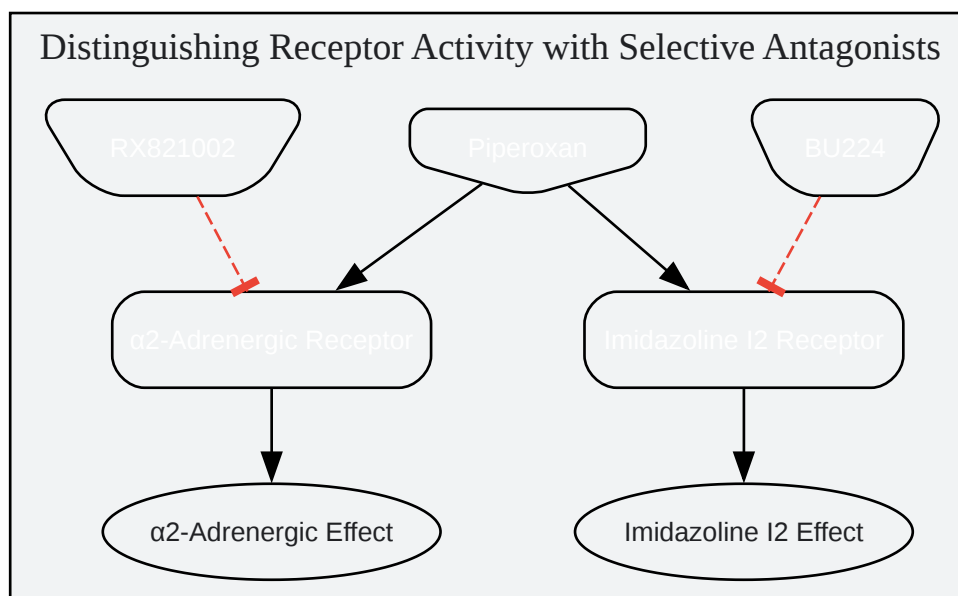 Distinguishing Receptor Activity with Selective Antagonists
RX821002
Piperoxan
BU224
α2-Adrenergic Receptor
Imidazoline I2 Receptor
α2-Adrenergic Effect
Imidazoline I2 Effect